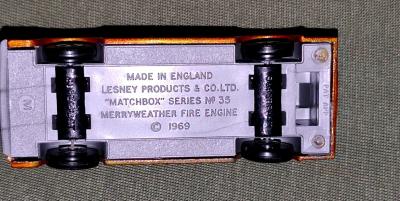 MADE IN ENGLAND
LESNEY PRODUCTS & CO. LTD.
"MATCHBOX" SERIES Nº 35
MERRYWEATHER FIRE ENGINE
© 1969
M